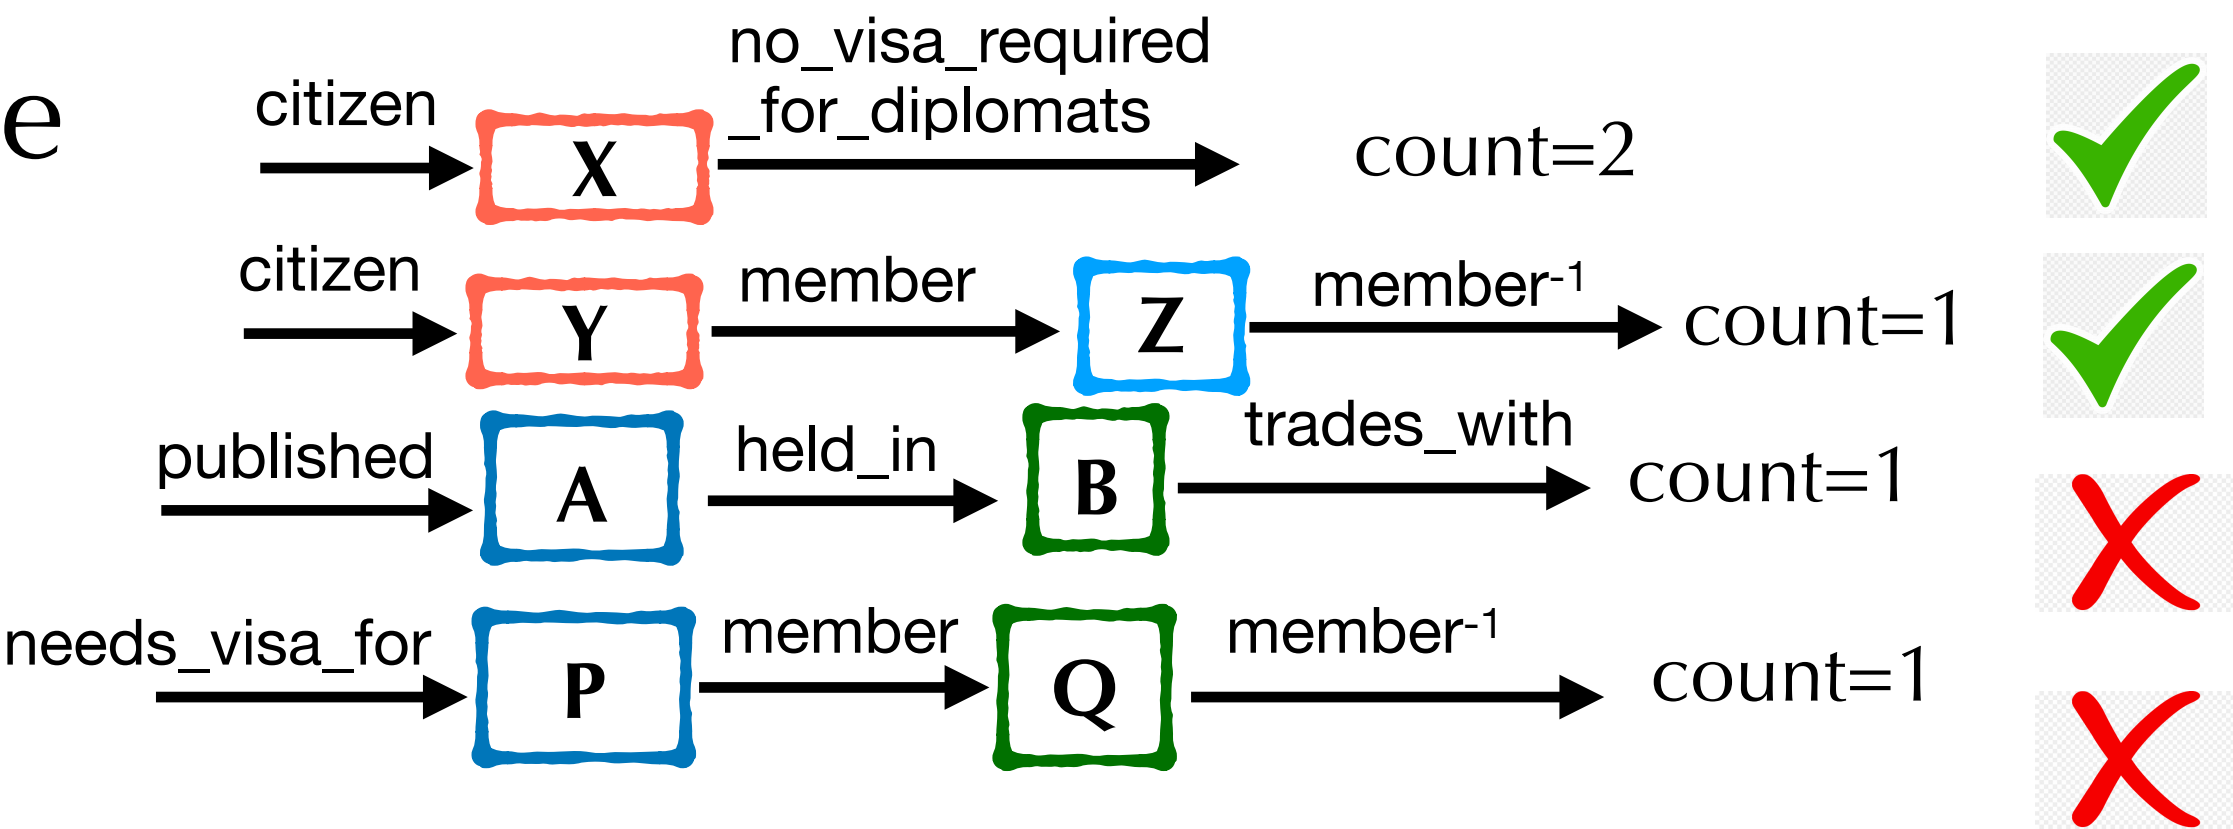 no_visa_required
_for_diplomats
e citizen X count=2
citizen Y member Z member-1 count=1
published A held_in B trades_with count=1
needs_visa_for P member Q member-1 count=1